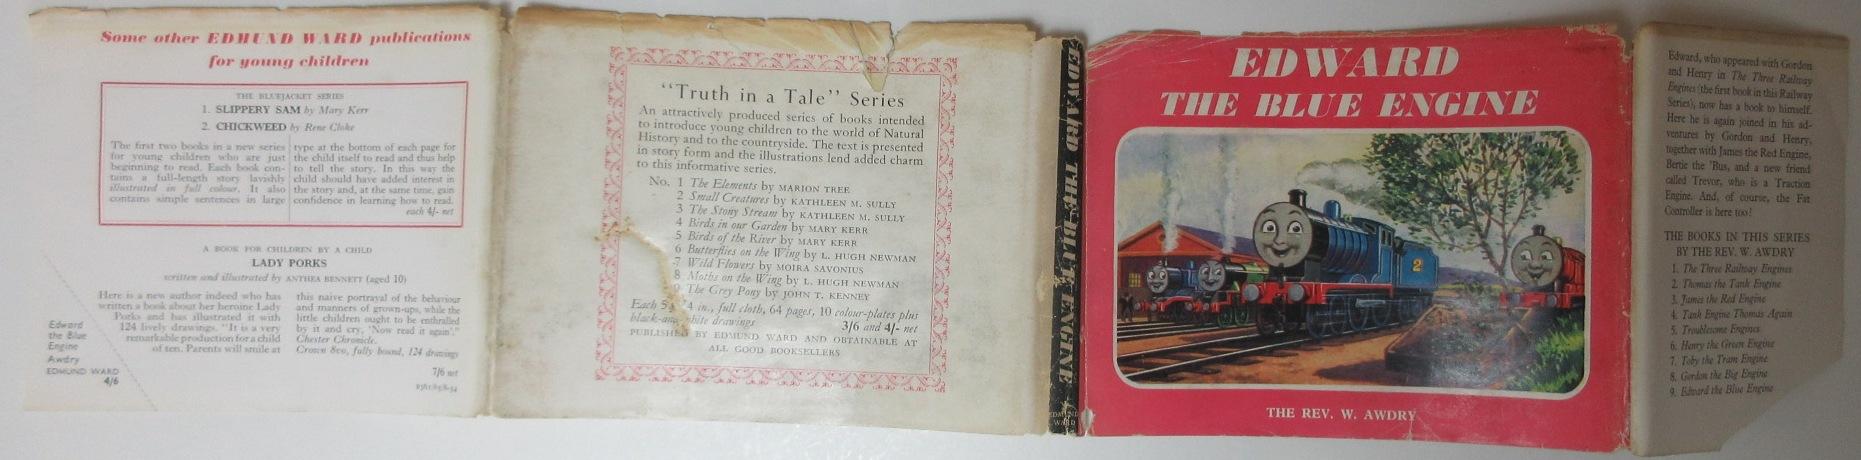 Some other EDMUND WARD publications
for young children
THE BLUEJACKET SERIES
1. SLIPPERY SAM by Mary Kerr
2. CHICKWEED by Rene Cloke
The first two books in a new series
for young children who are just
beginning to read. Each book con-
tains a full-length story lavishly
illustrated in full colour. It also
contains simple sentences in large
type at the bottom of each page for
the child itself to read and thus help
to tell the story. In this way the
child should have added interest in
the story and, at the same time, gain
confidence in learning how to read.
each 4/- net
A BOOK FOR CHILDREN BY A CHILD
LADY PORKS
written and illustrated by ANTHEA BENNETT (aged 10)
Here is a new author indeed who has
written a book about her heroine Lady
Porks and has illustrated it with
124 lively drawings. "It is a very
remarkable production for a child
of ten. Parents will smile at
this naive portrayal of the behaviour
and manners of grown-ups, while the
little children ought to be enthralled
by it and cry, 'Now read it again'."
Chester Chronicle.
Crown 8vo, fully bound, 124 drawings
7/6 net
Edward
the Blue
Engine
Awdry
EDMUND WARD
4/6
"Truth in a Tale" Series
An attractively produced series of books intended
to introduce young children to the world of Natural
History and to the countryside. The text is presented
in story form and the illustrations lend added charm
to this informative series.
No. 1 The Elements by MARION TREE
2 Small Creatures by KATHLEEN M. SULLY
3 The Stony Stream by KATHLEEN M. SULLY
4 Birds in our Garden by MARY KERR
5 Birds of the River by MARY KERR
6 Butterflies on the Wing by L. HUGH NEWMAN
7 Wild Flowers by MOIRA SAVONIUS
8 Moths on the Wing by L. HUGH NEWMAN
9 The Grey Pony by JOHN T. KENNEY
Each 5 4 in., full cloth, 64 pages, 10 colour-plates plus
black-and-white drawings 3/6 and 4/- net
PUBLISHED BY EDMUND WARD AND OBTAINABLE AT
ALL GOOD BOOKSELLERS
EDWARD THE BLUE ENGINE
EDMUND
WARD
EDWARD
THE BLUE ENGINE
2
THE REV. W. AWDRY
Edward, who appeared with Gordon
and Henry in The Three Railway
Engines (the first book in this Railway
Series), now has a book to himself.
Here he is again joined in his ad-
ventures by Gordon and Henry,
together with James the Red Engine,
Bertie the 'Bus, and a new friend
called Trevor, who is a Traction
Engine. And, of course, the Fat
Controller is here too!
THE BOOKS IN THIS SERIES
BY THE REV. W. AWDRY
1. The Three Railway Engines
2. Thomas the Tank Engine
3. James the Red Engine
4. Tank Engine Thomas Again
5. Troublesome Engines
6. Henry the Green Engine
7. Toby the Tram Engine
8. Gordon the Big Engine
9. Edward the Blue Engine